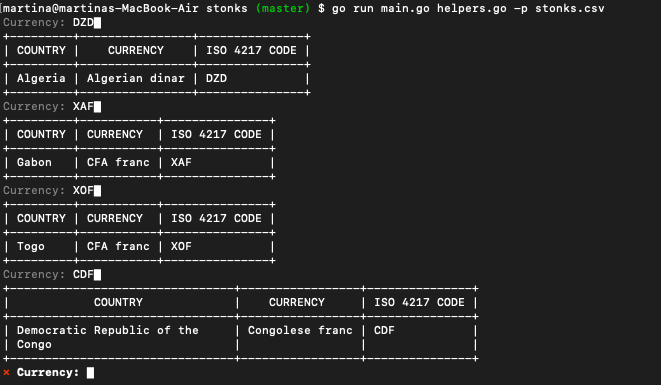 [martina@martinas-MacBook-Air stonks (master) $ go run main.go helpers.go -p stonks.csv
Currency: DZD
| COUNTRY | CURRENCY | ISO 4217 CODE |
| Algeria | Algerian dinar | DZD |
Currency: XAF
| COUNTRY | CURRENCY | ISO 4217 CODE |
| Gabon | CFA franc | XAF |
Currency: XOF
| COUNTRY | CURRENCY | ISO 4217 CODE |
| Togo | CFA franc | XOF |
Currency: CDF
| COUNTRY | CURRENCY | ISO 4217 CODE |
| Democratic Republic of the | Congolese franc | CDF |
| Congo | | |
× Currency: